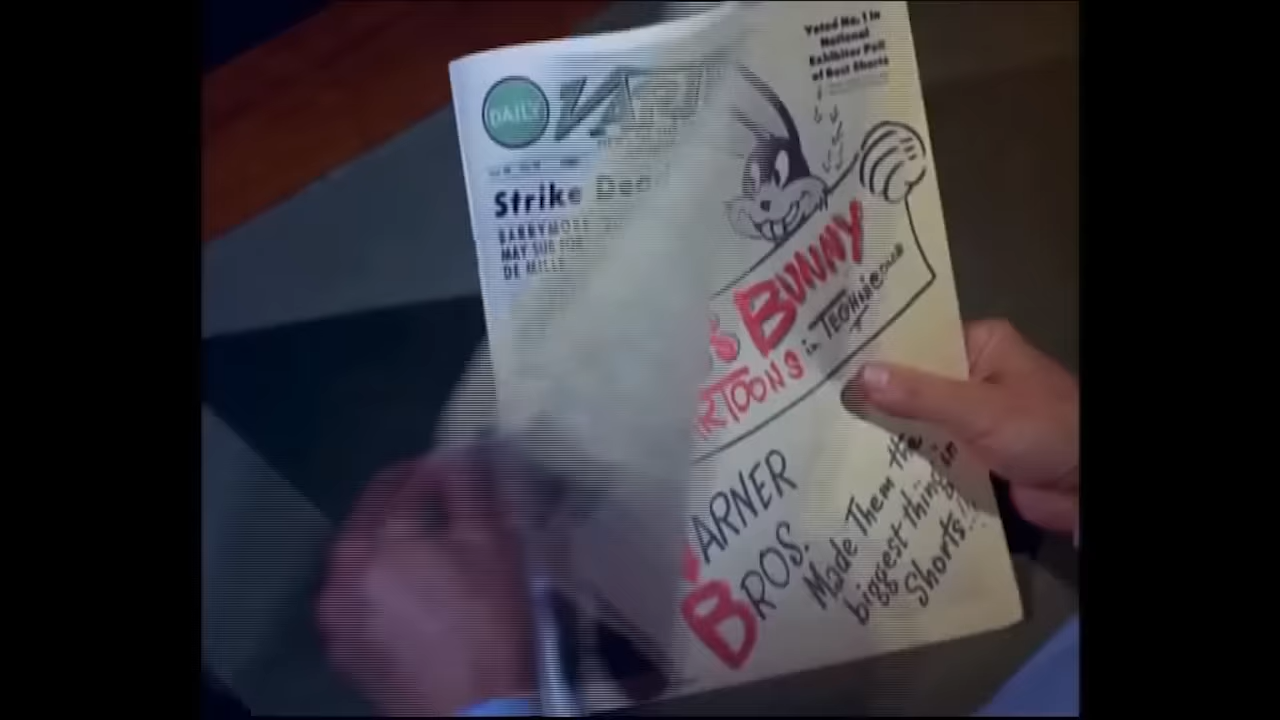 DAILY
Strike
BARRYMORE
MAY SUE FOR
DE MILLE
Voted No. 1 in
National
Exhibitor Poll
of Best Shorts
BUNNY
RTOONS in TECHNICOLOR
ARNER
BROS.
Made Them the
biggest thing in
Shorts!!